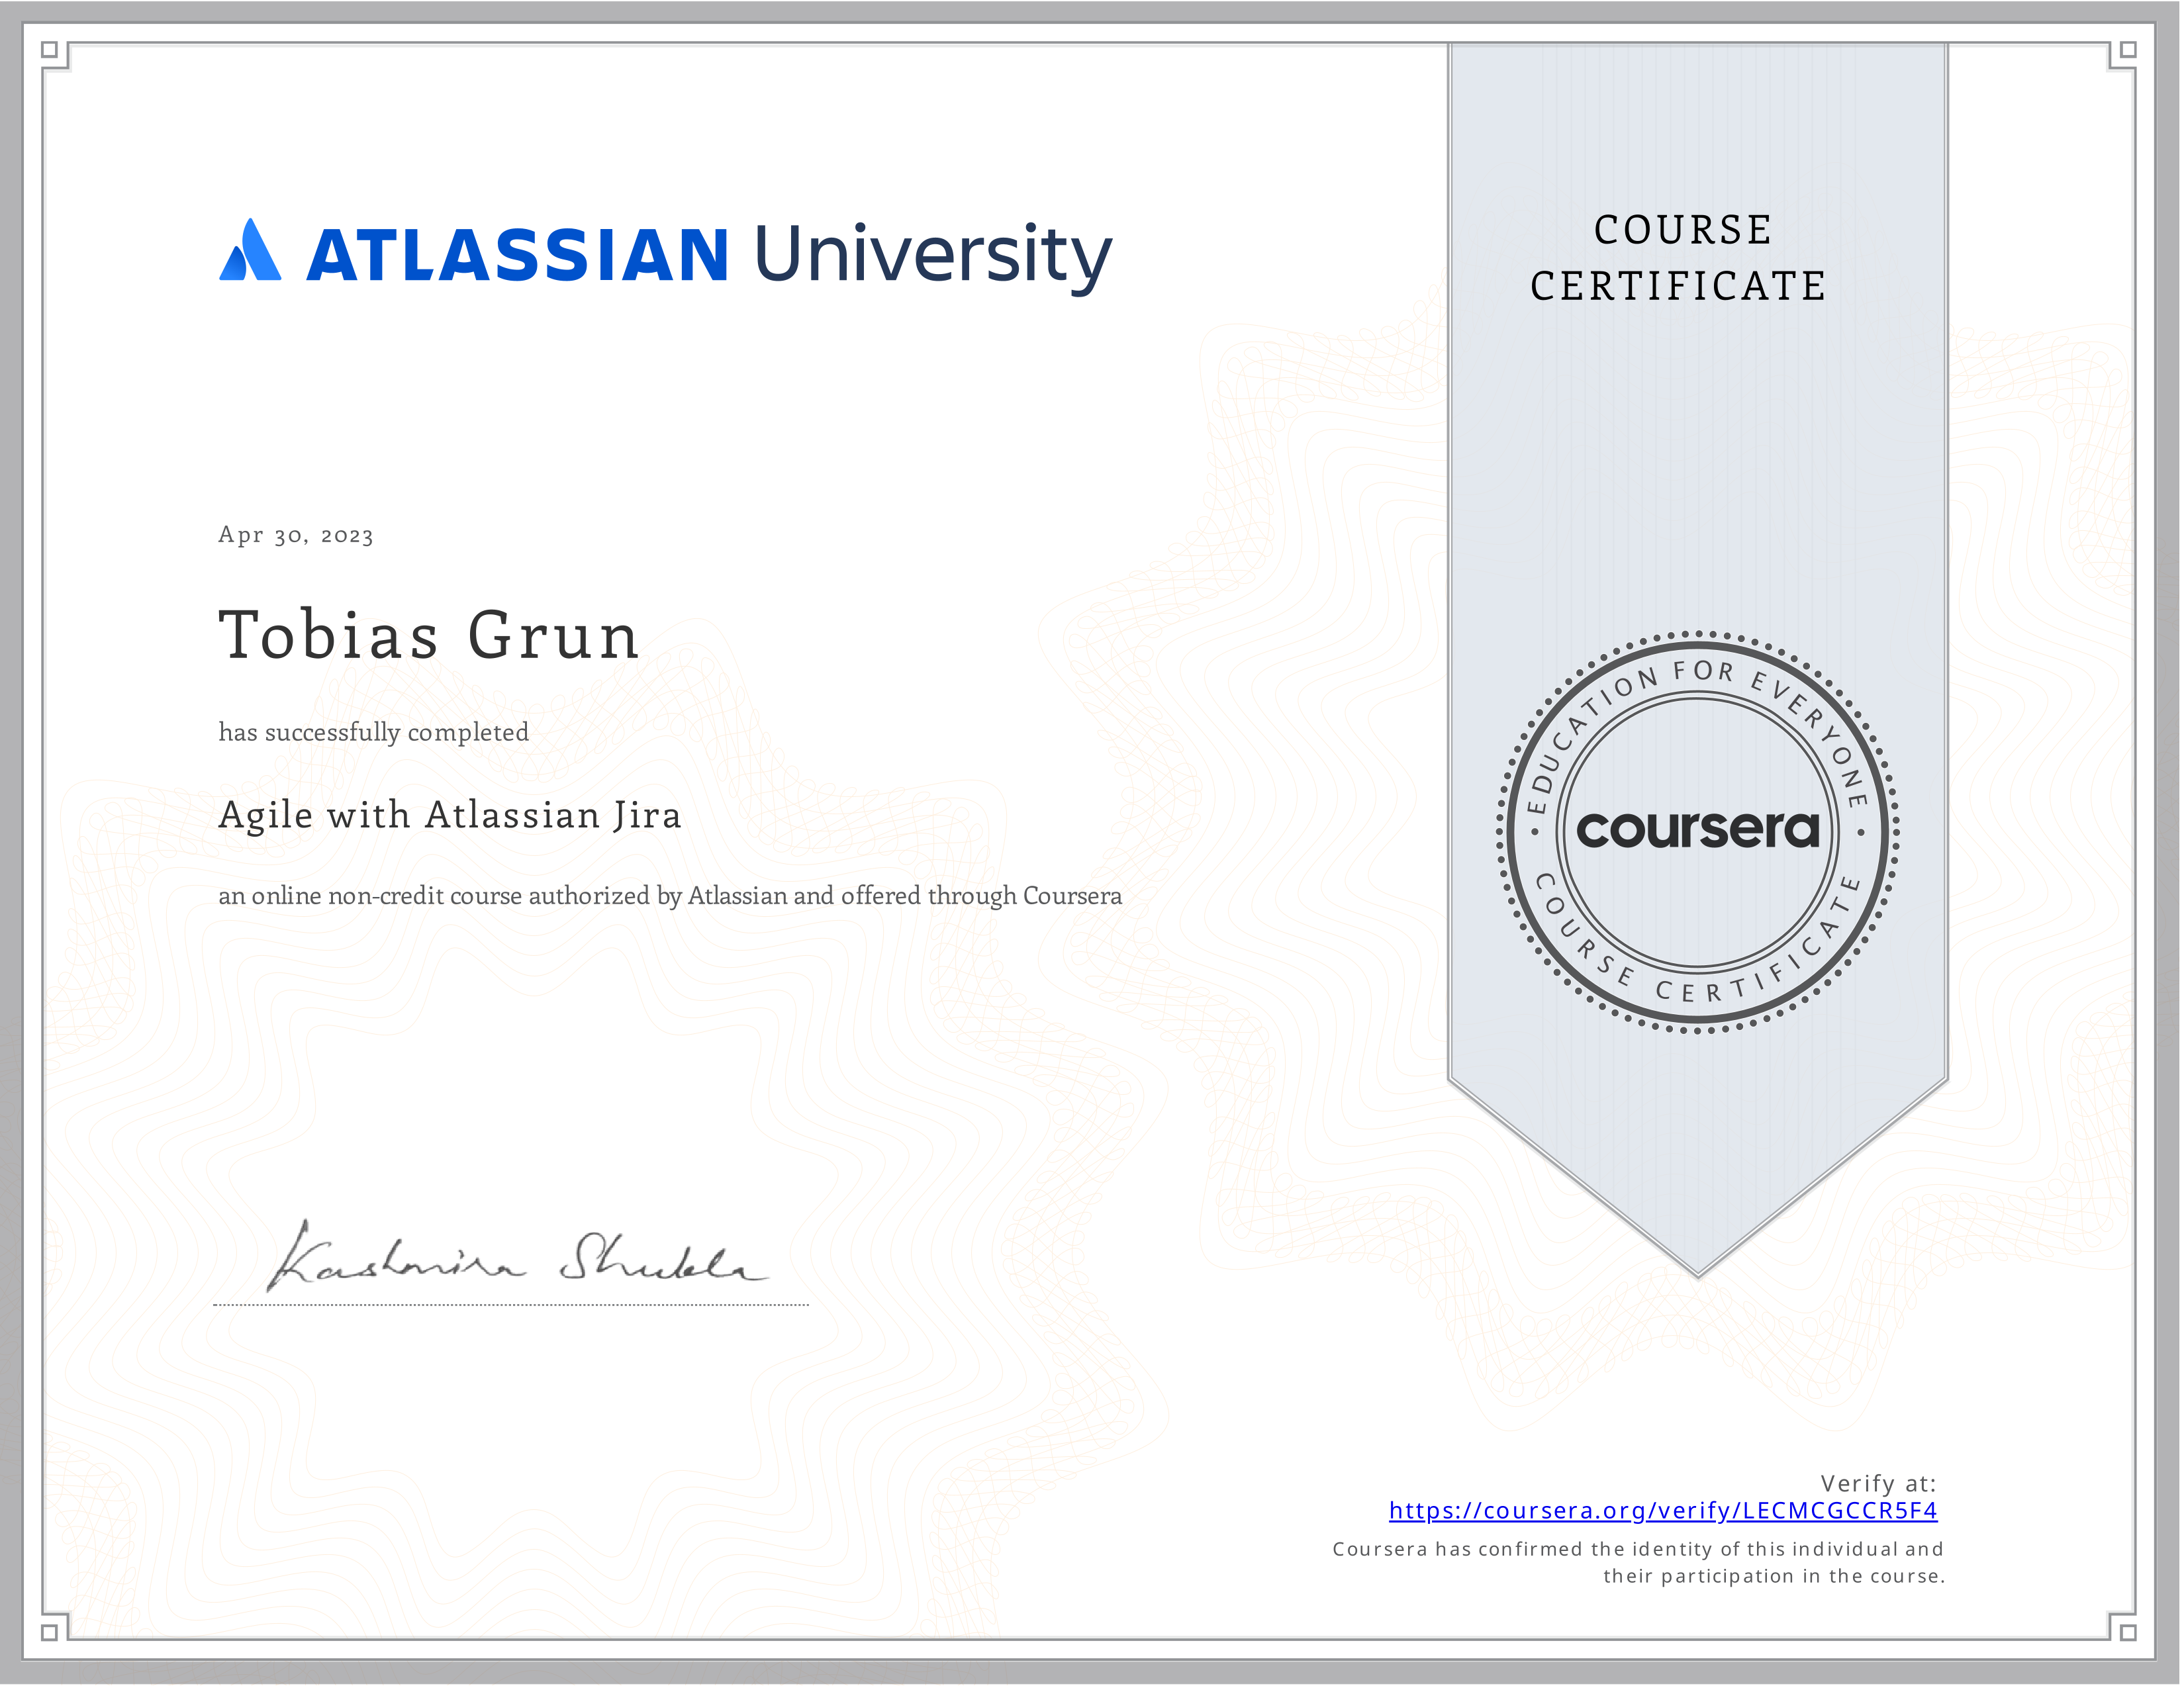 ATLASSIAN University
COURSE
CERTIFICATE
Apr 30, 2023
Tobias Grun
has successfully completed
Agile with Atlassian Jira
an online non-credit course authorized by Atlassian and offered through Coursera
EDUCATION FOR EVERYONE
coursera
COURSE CERTIFICATE
Kashmira Shukla
Verify at:
https://coursera.org/verify/LECMCGCCR5F4
Coursera has confirmed the identity of this individual and
their participation in the course.